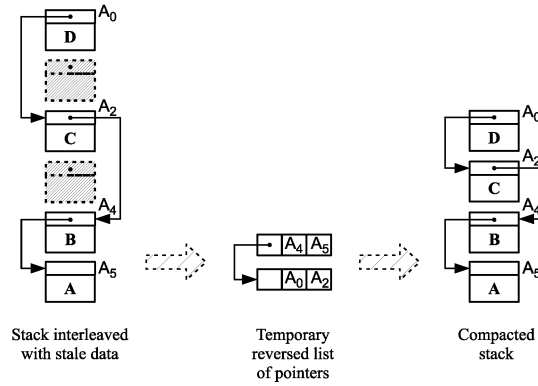 A0
D
A2
C
A4
B
A5
A
A4 A5
A0 A2
A0
D
A2
C
A4
B
A5
A
Stack interleaved
with stale data
Temporary
reversed list
of pointers
Compacted
stack